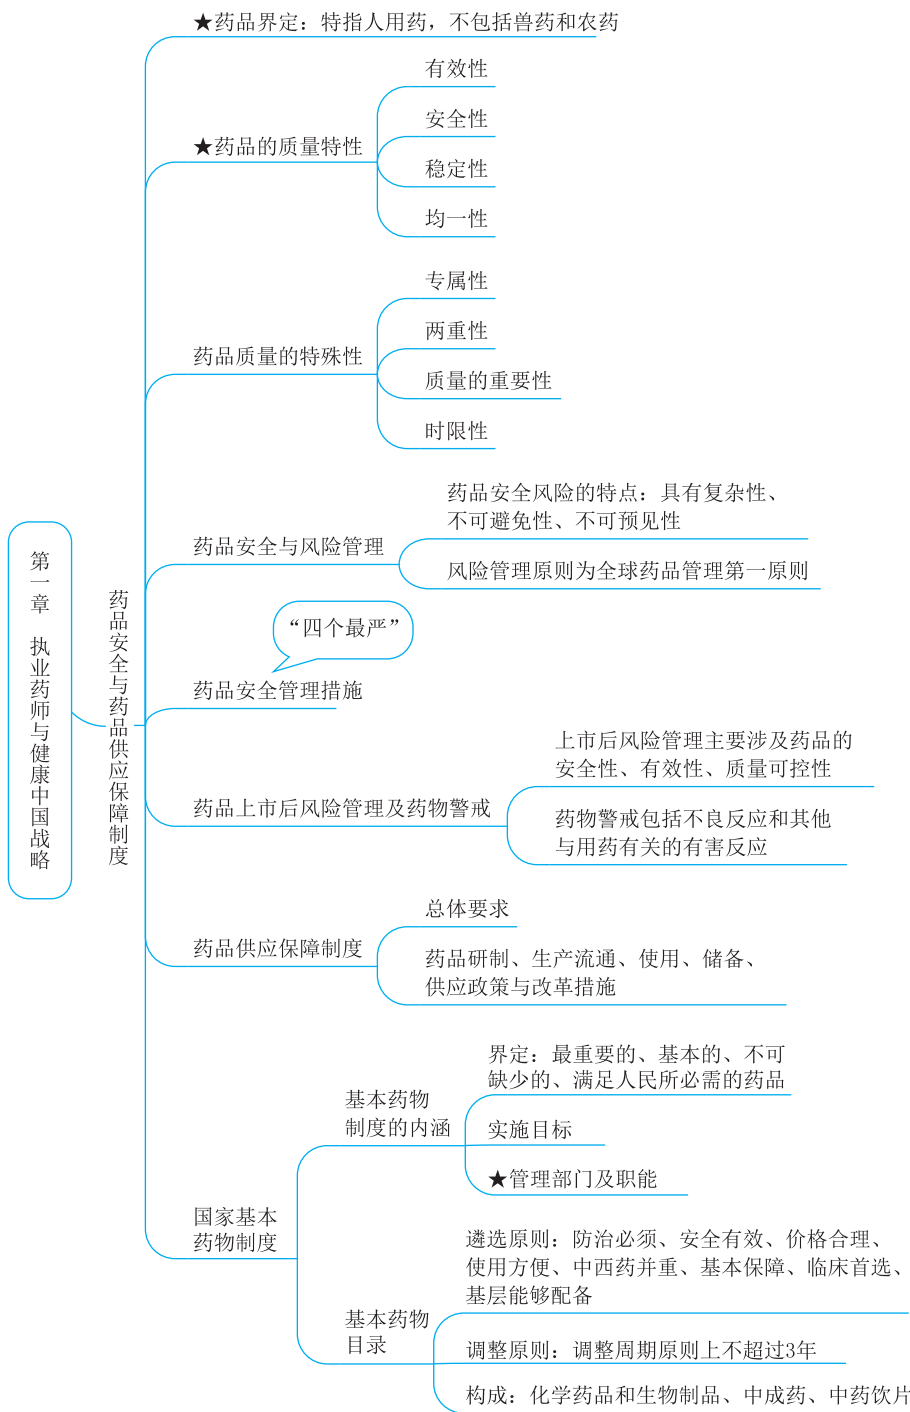 第一章 执业药师与健康中国战略
药品安全与药品供应保障制度
★药品界定：特指人用药，不包括兽药和农药
★药品的质量特性
有效性
安全性
稳定性
均一性
药品质量的特殊性
专属性
两重性
质量的重要性
时限性
药品安全与风险管理
药品安全风险的特点：具有复杂性、
不可避免性、不可预见性
风险管理原则为全球药品管理第一原则
“四个最严”
药品安全管理措施
药品上市后风险管理及药物警戒
上市后风险管理主要涉及药品的
安全性、有效性、质量可控性
药物警戒包括不良反应和其他
与用药有关的有害反应
药品供应保障制度
总体要求
药品研制、生产流通、使用、储备、
供应政策与改革措施
国家基本
药物制度
基本药物
制度的内涵
界定：最重要的、基本的、不可
缺少的、满足人民所必需的药品
实施目标
★管理部门及职能
基本药物
目录
遴选原则：防治必须、安全有效、价格合理、
使用方便、中西药并重、基本保障、临床首选、
基层能够配备
调整原则：调整周期原则上不超过3年
构成：化学药品和生物制品、中成药、中药饮片